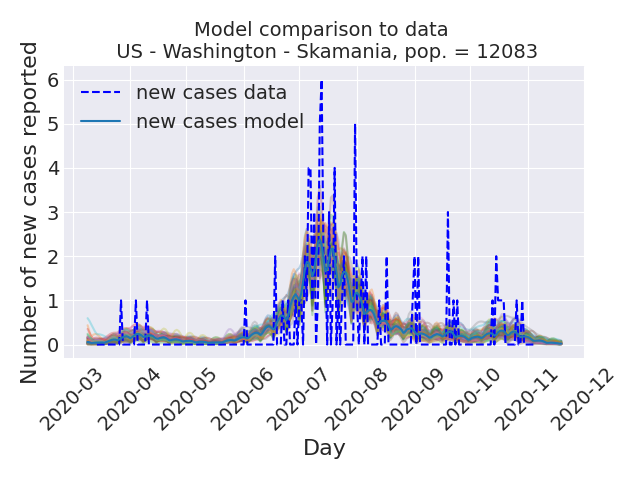 Model comparison to data
US - Washington - Skamania, pop. = 12083
Number of new cases reported
6
5
4
3
2
1
0
new cases data
new cases model
2020-03
2020-04
2020-05
2020-06
2020-07
2020-08
2020-09
2020-10
2020-11
2020-12
Day